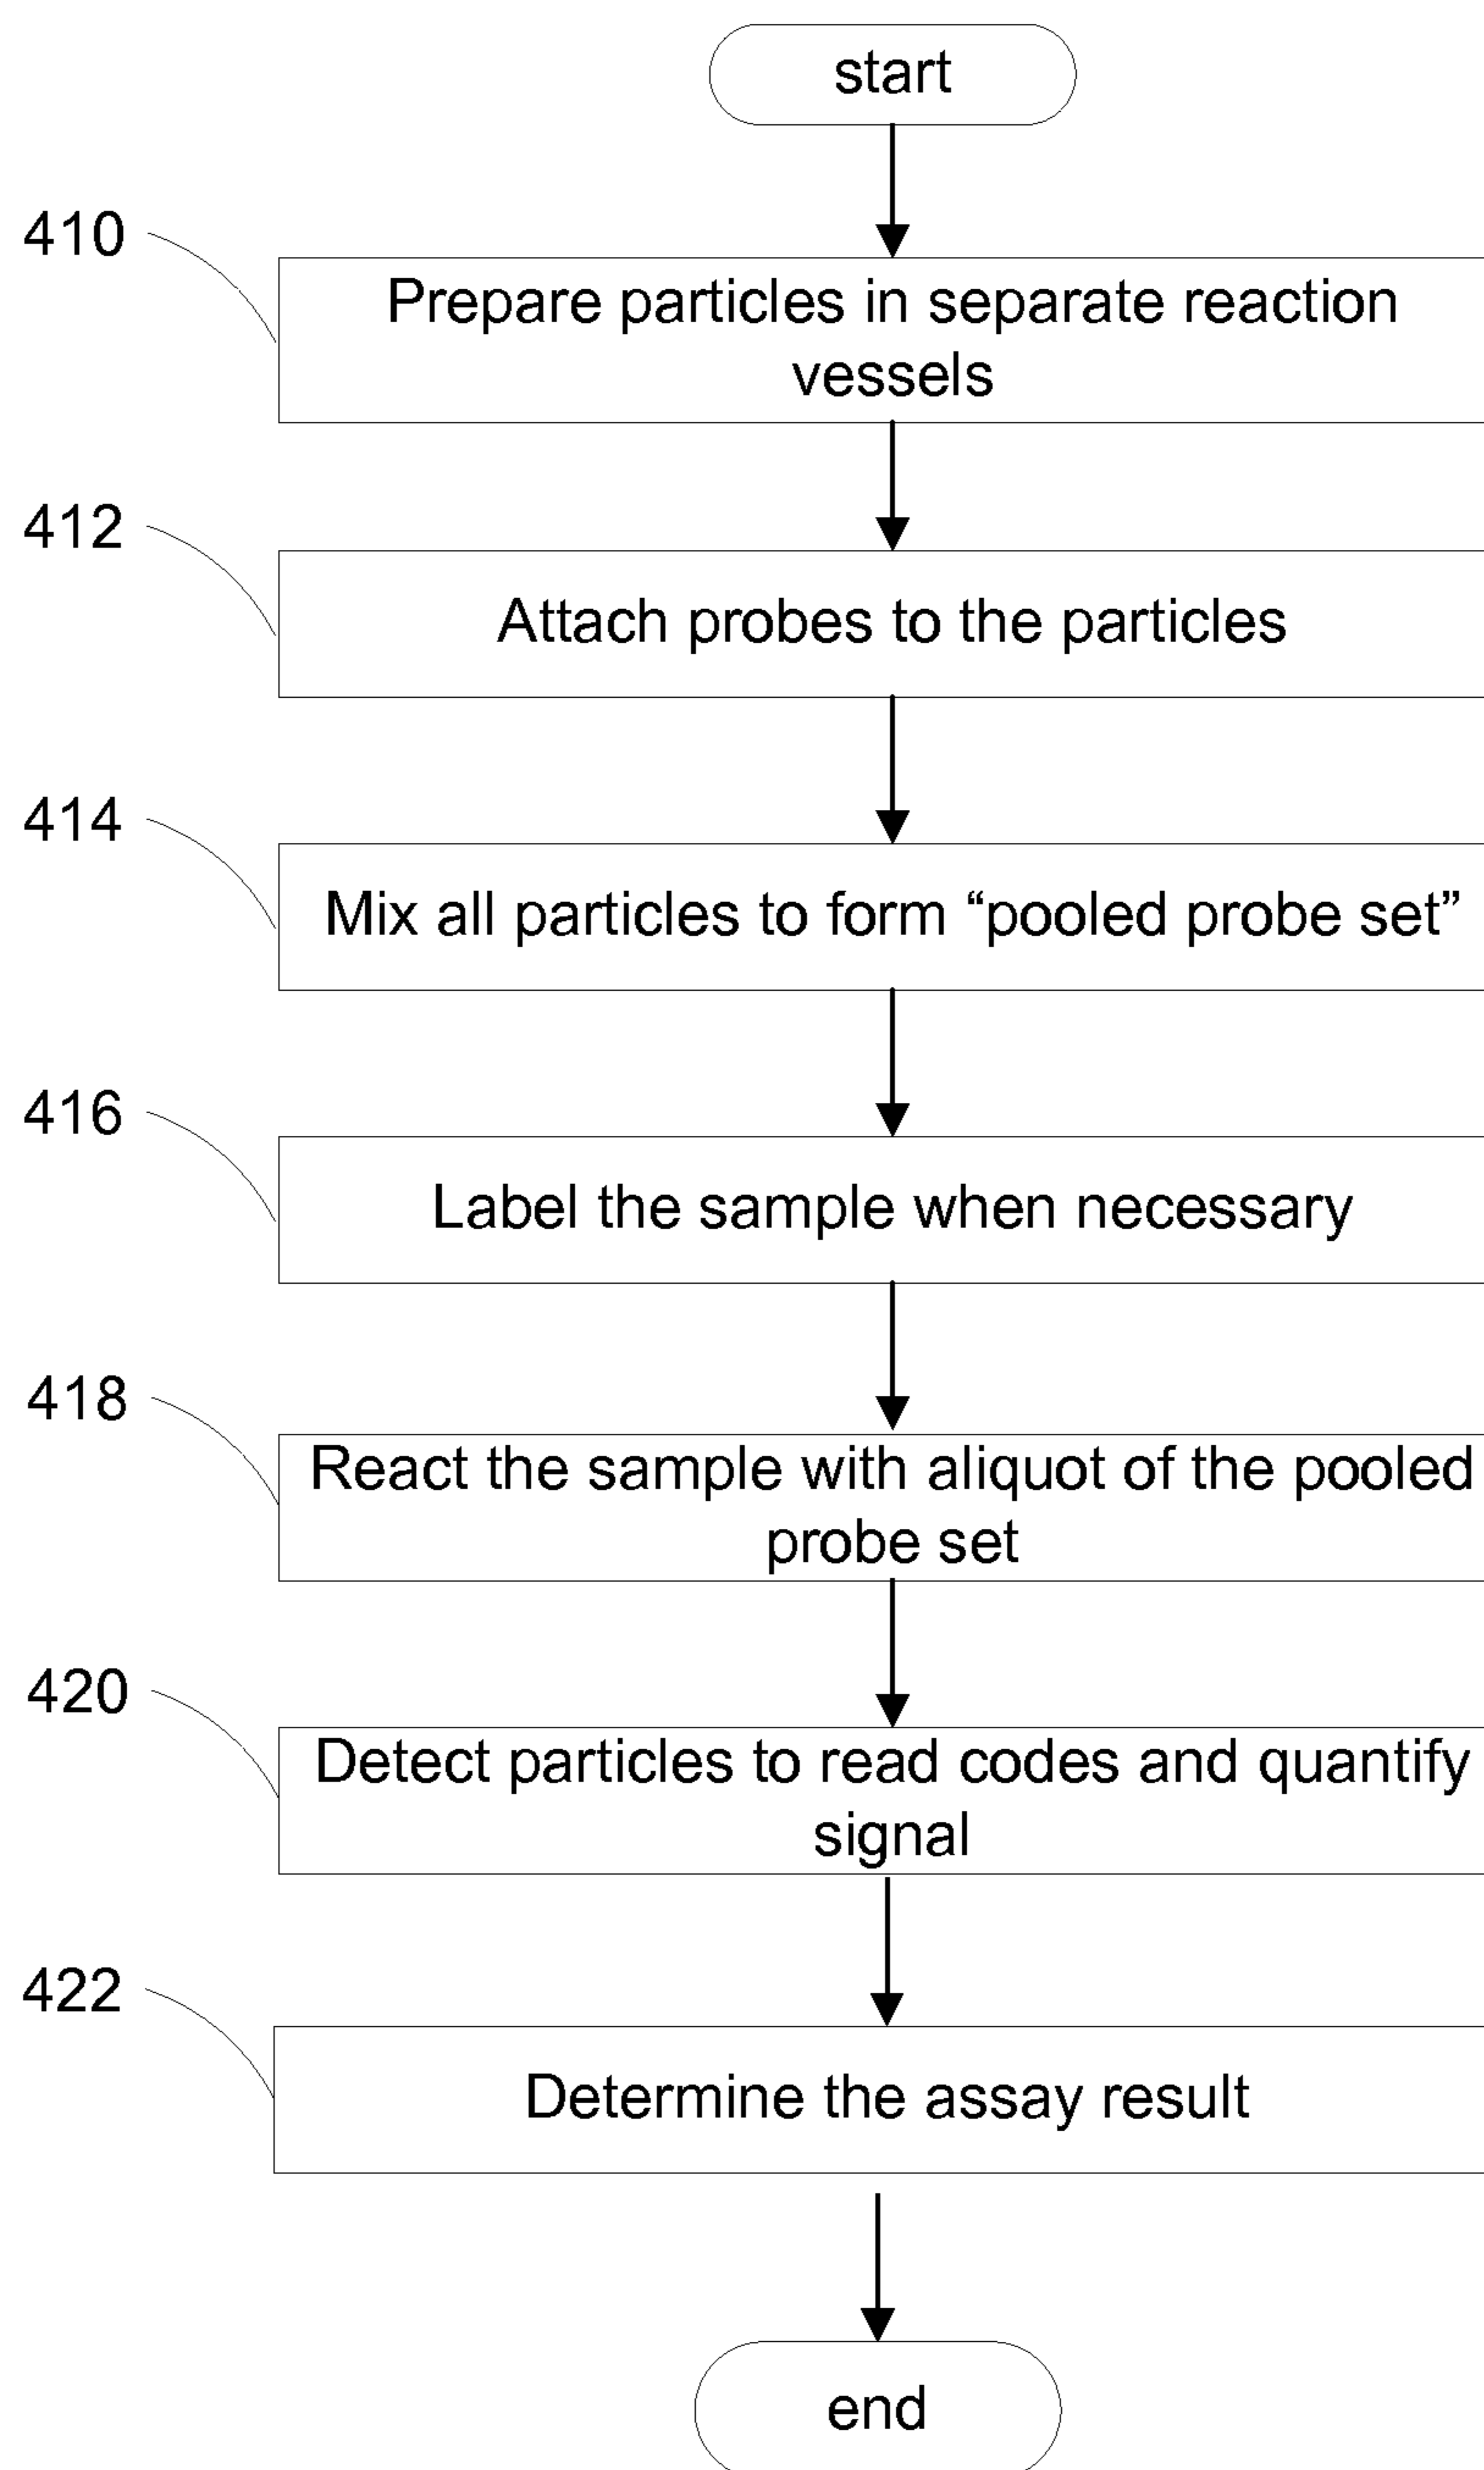 start
410
Prepare particles in separate reaction
vessels
412
Attach probes to the particles
414
Mix all particles to form “pooled probe set”
416
Label the sample when necessary
418
React the sample with aliquot of the pooled
probe set
420
Detect particles to read codes and quantify
signal
422
Determine the assay result
end